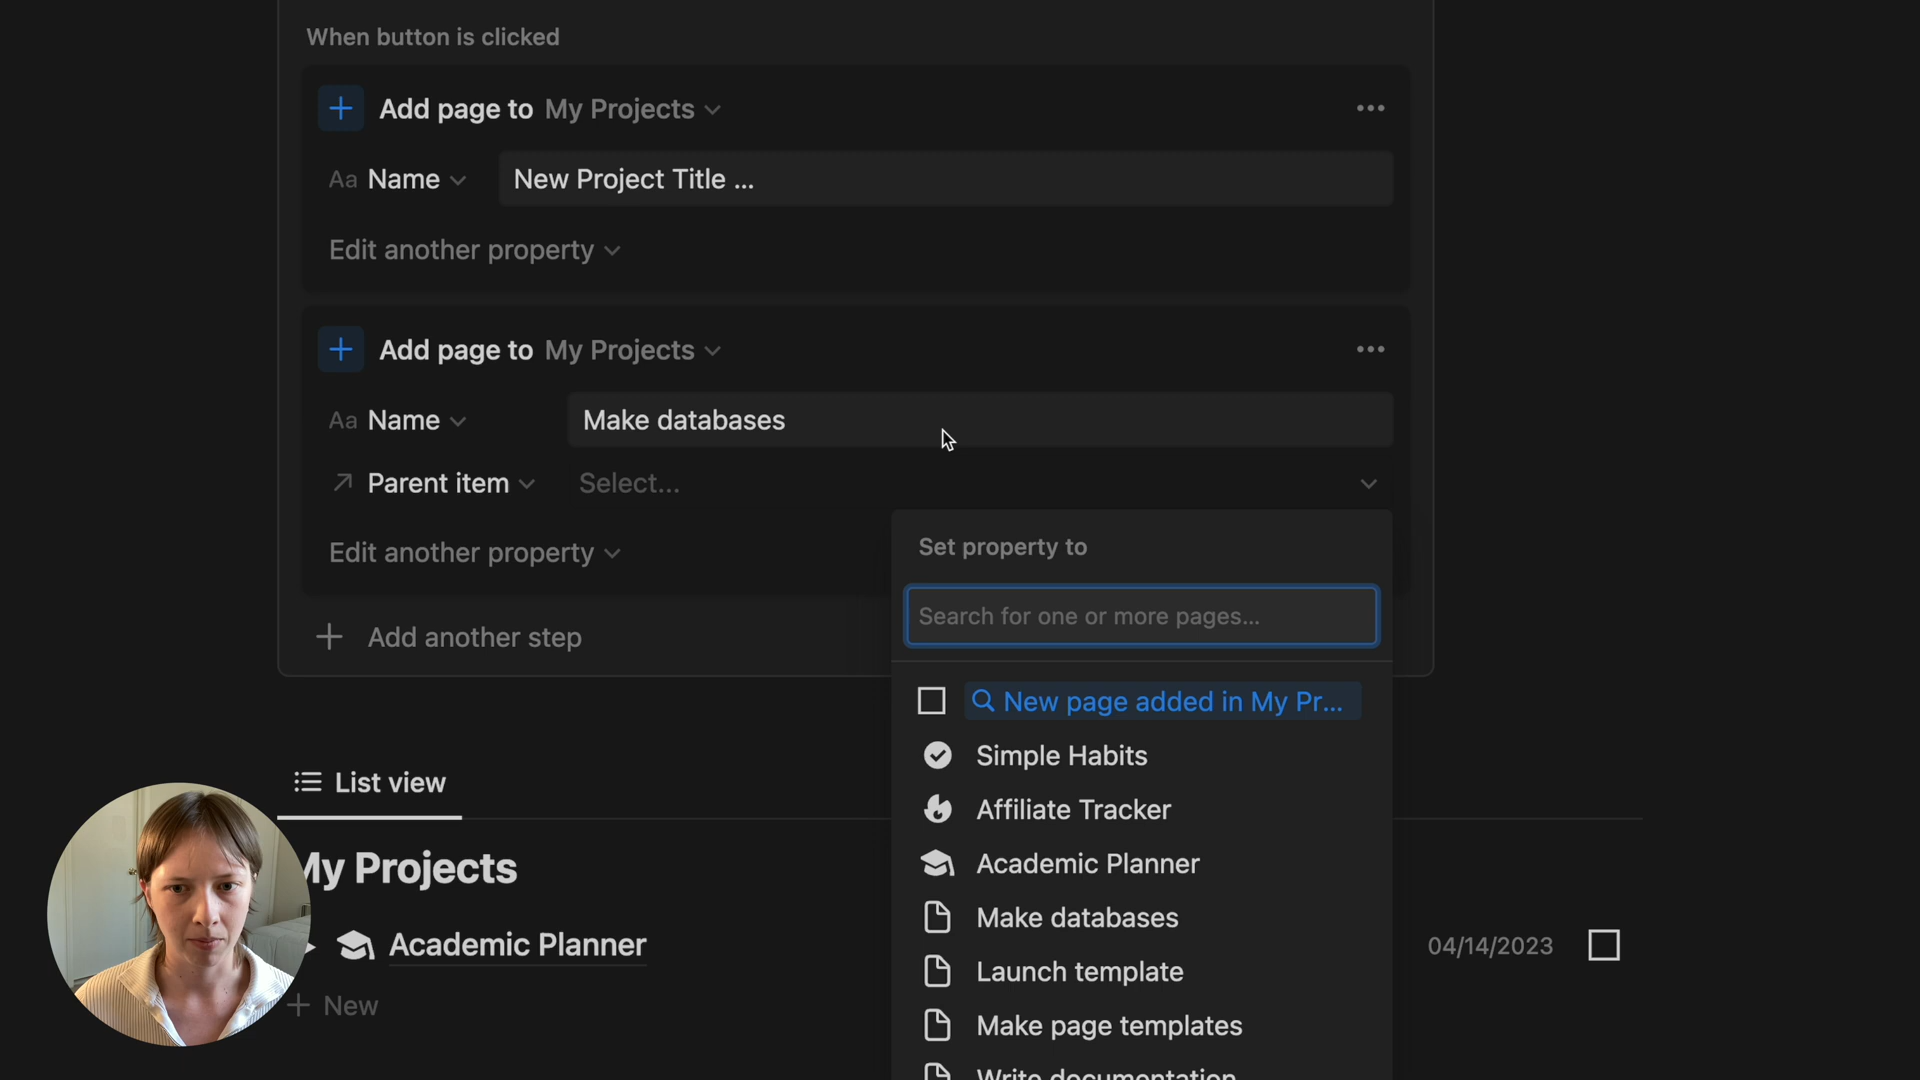 When button is clicked
Add page to My Projects
Aa Name New Project Title ...
Edit another property
Add page to My Projects
Aa Name Make databases
Parent item Select...
Edit another property
Set property to
Search for one or more pages...
Add another step
New page added in My Pr...
Simple Habits
Affiliate Tracker
Academic Planner
Make databases
Launch template
Make page templates
Write documentation
List view
My Projects
Academic Planner 04/14/2023
New